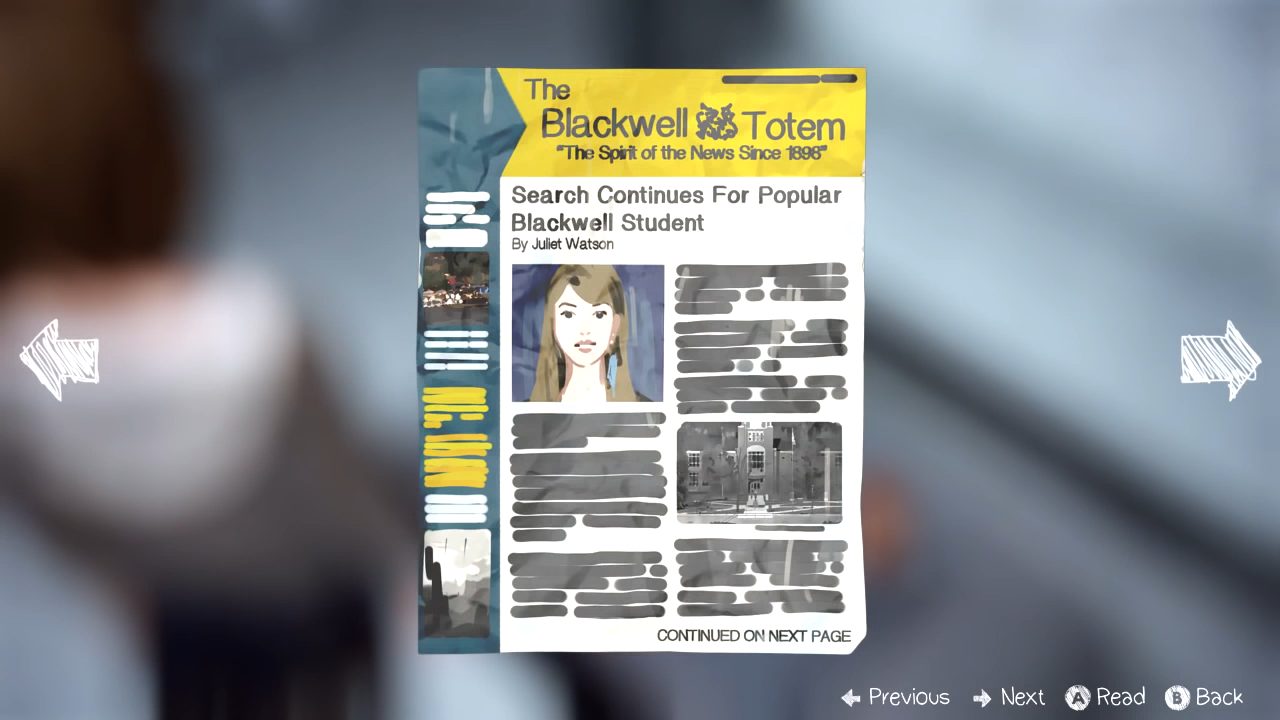 The
Blackwell Totem
"The Spirit of the News Since 1898"
Search Continues For Popular
Blackwell Student
By Juliet Watson
CONTINUED ON NEXT PAGE
Previous Next A Read B Back